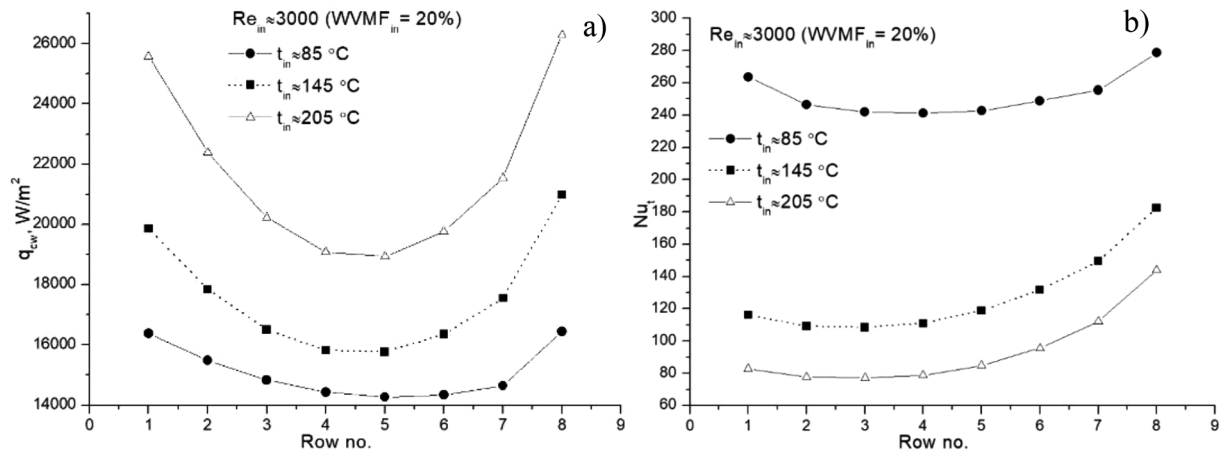 Re_in≈3000 (WVMF_in= 20%)
a)
t_in≈85 °C
t_in≈145 °C
t_in≈205 °C
26000
24000
22000
20000
18000
16000
14000
q_cw, W/m²
0 1 2 3 4 5 6 7 8 9
Row no.
b)
Re_in≈3000 (WVMF_in= 20%)
t_in≈85 °C
t_in≈145 °C
t_in≈205 °C
300
280
260
240
220
200
180
160
140
120
100
80
60
Nu_t
0 1 2 3 4 5 6 7 8 9
Row no.